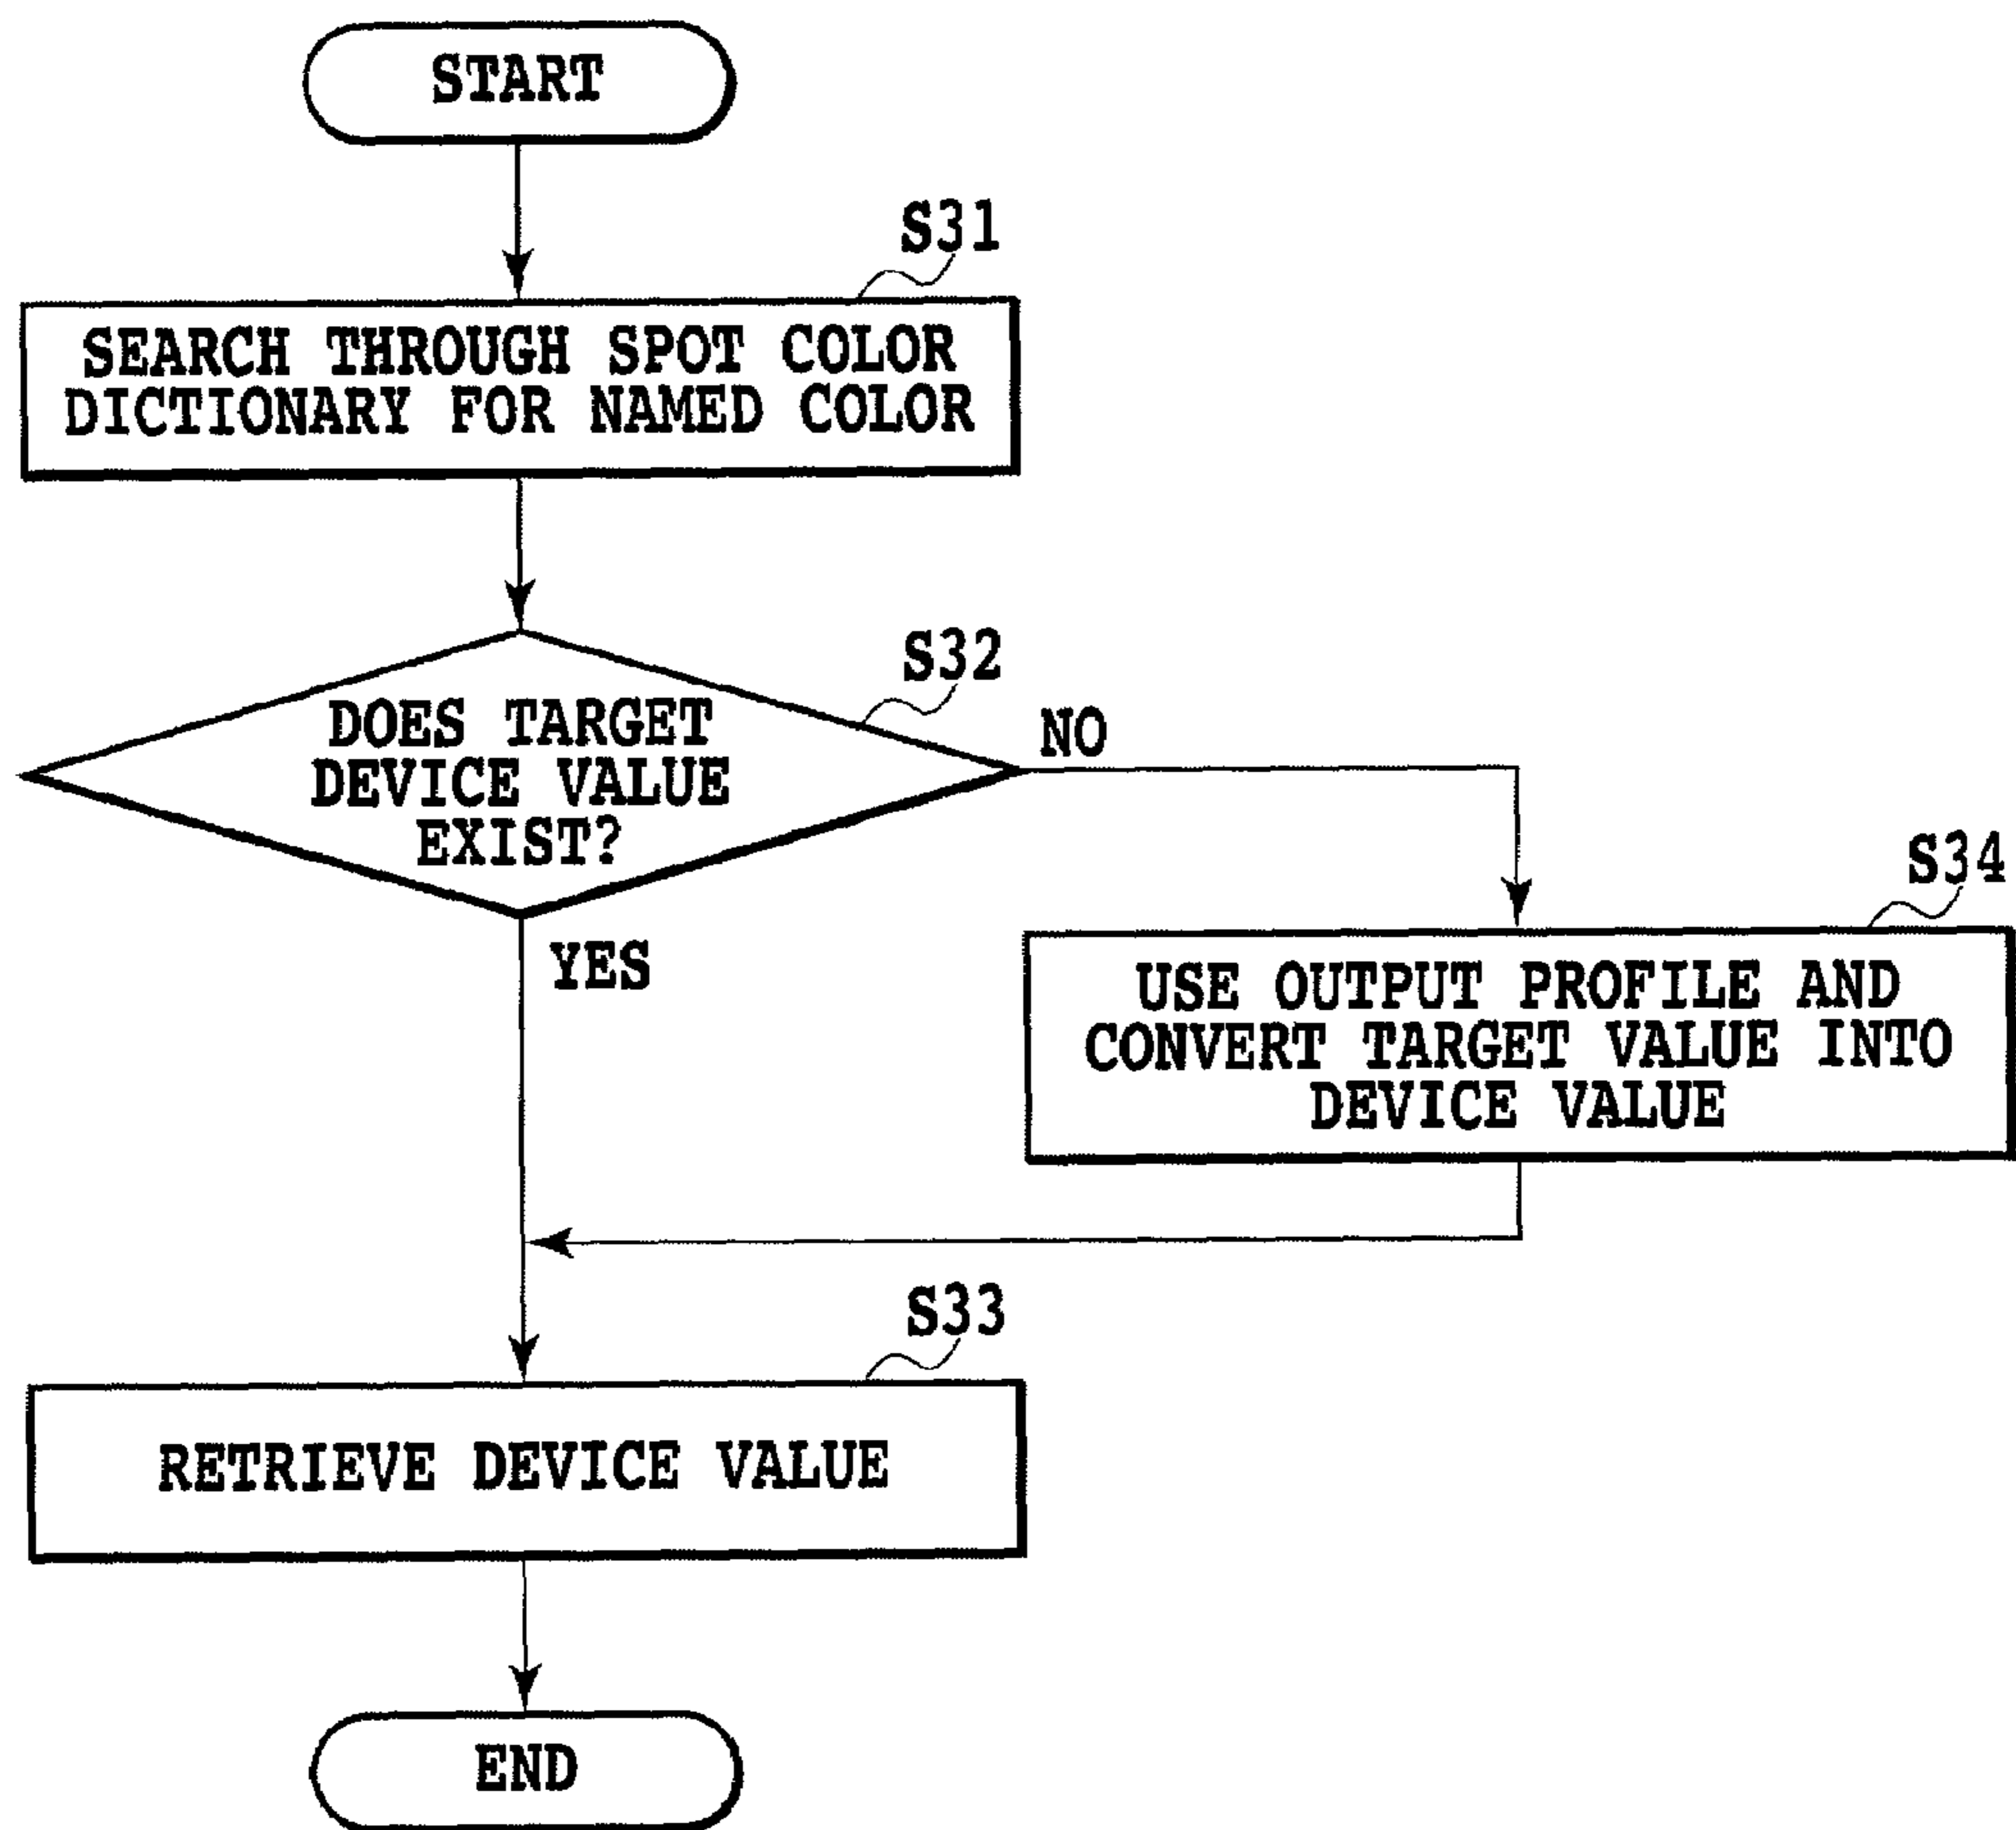 START
S31
SEARCH THROUGH SPOT COLOR
DICTIONARY FOR NAMED COLOR
S32
DOES TARGET
DEVICE VALUE
EXIST?
NO
YES
S34
USE OUTPUT PROFILE AND
CONVERT TARGET VALUE INTO
DEVICE VALUE
S33
RETRIEVE DEVICE VALUE
END